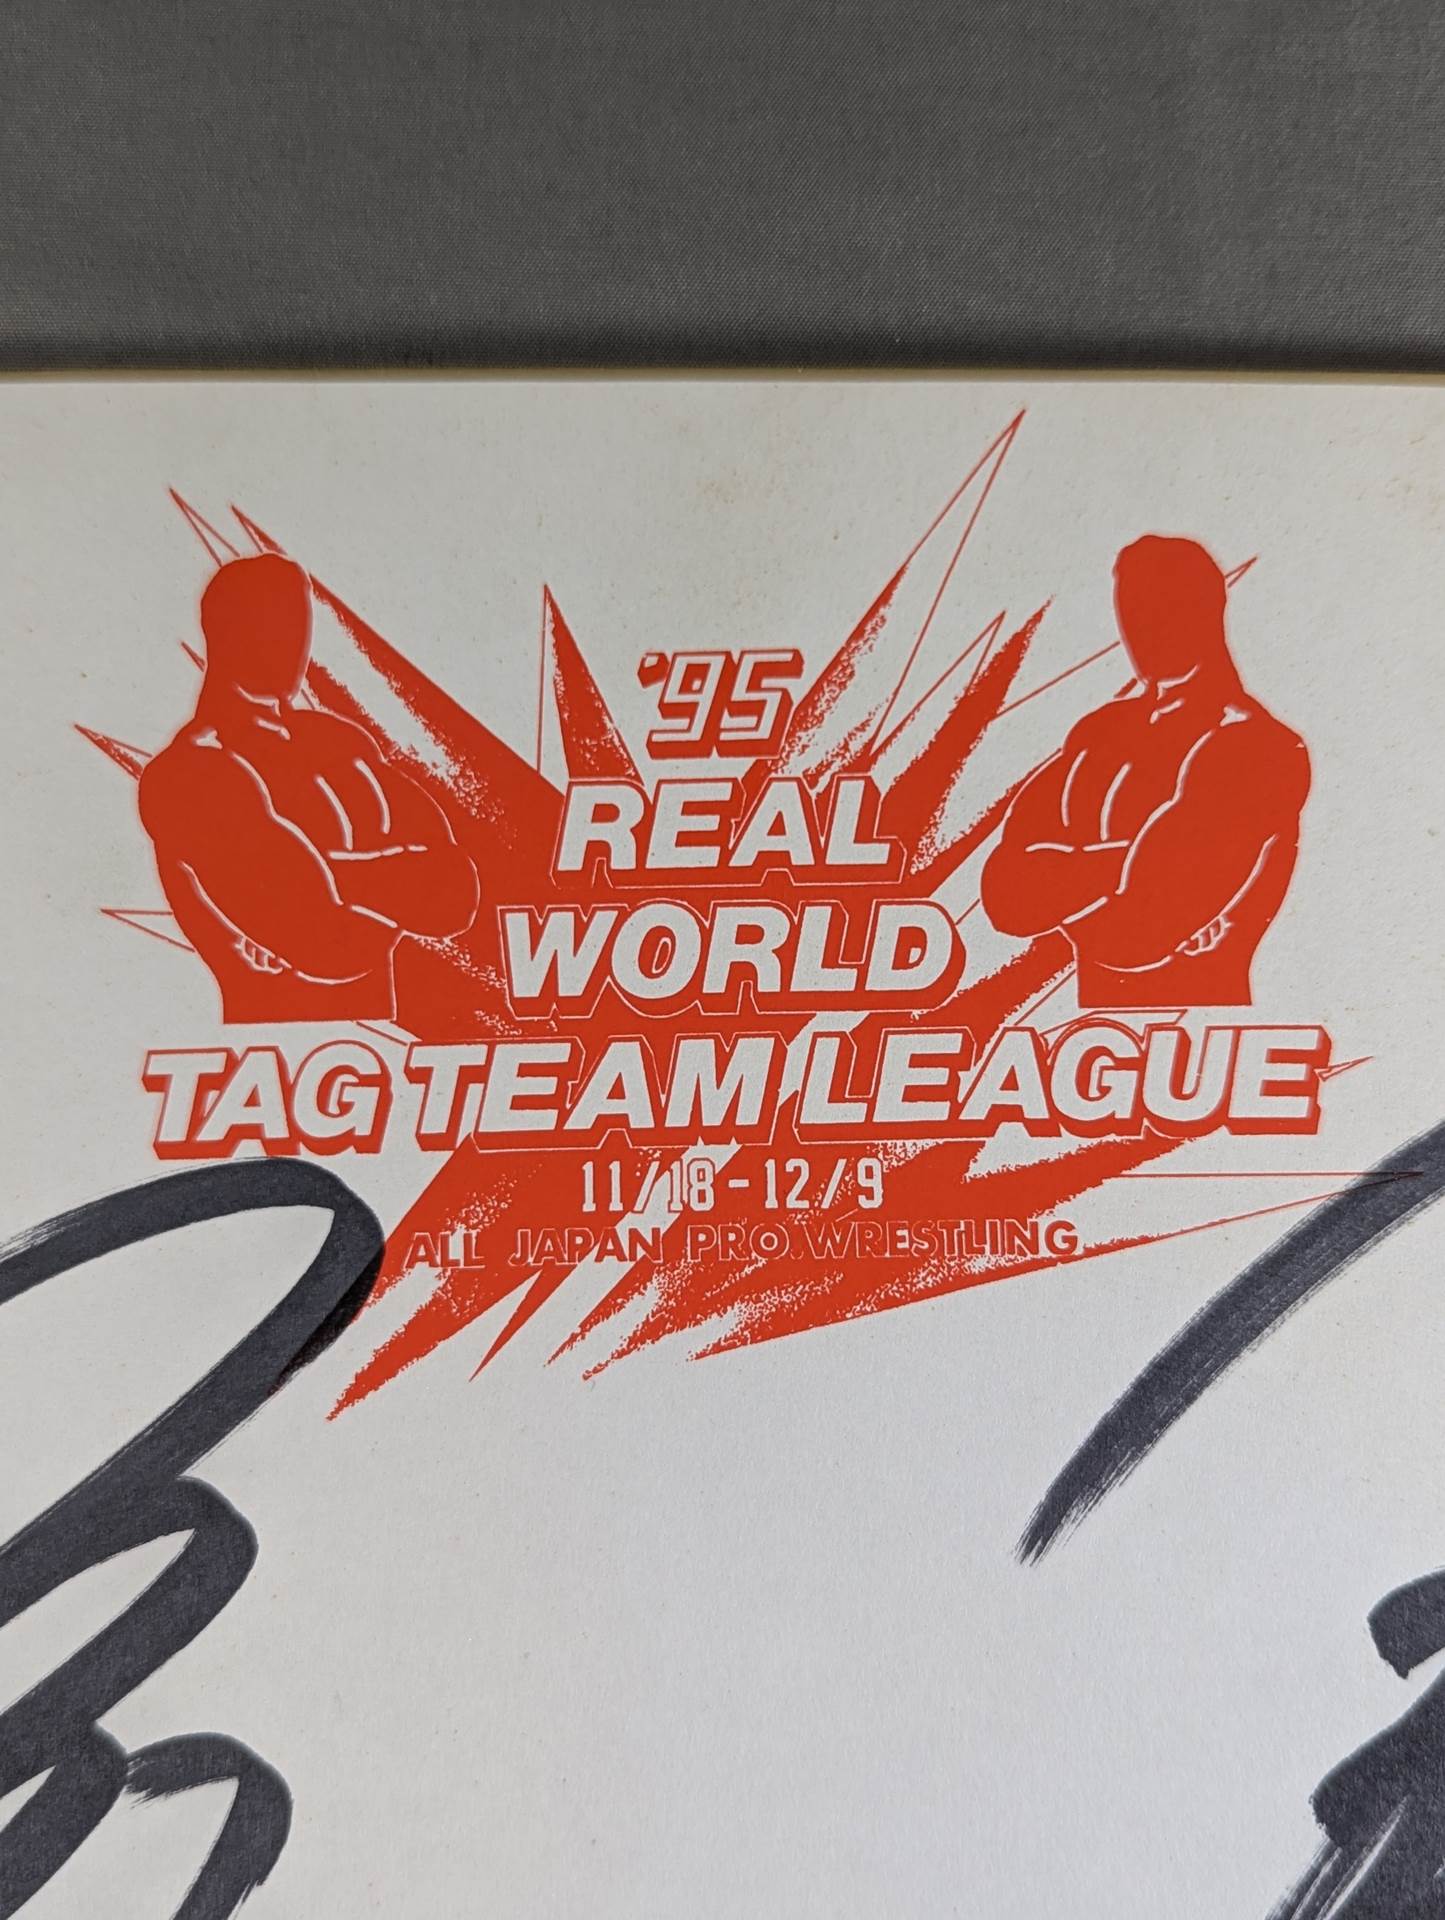 '95
REAL
WORLD
TAG TEAM LEAGUE
11/18-12/9
ALL JAPAN PRO.WRESTLING